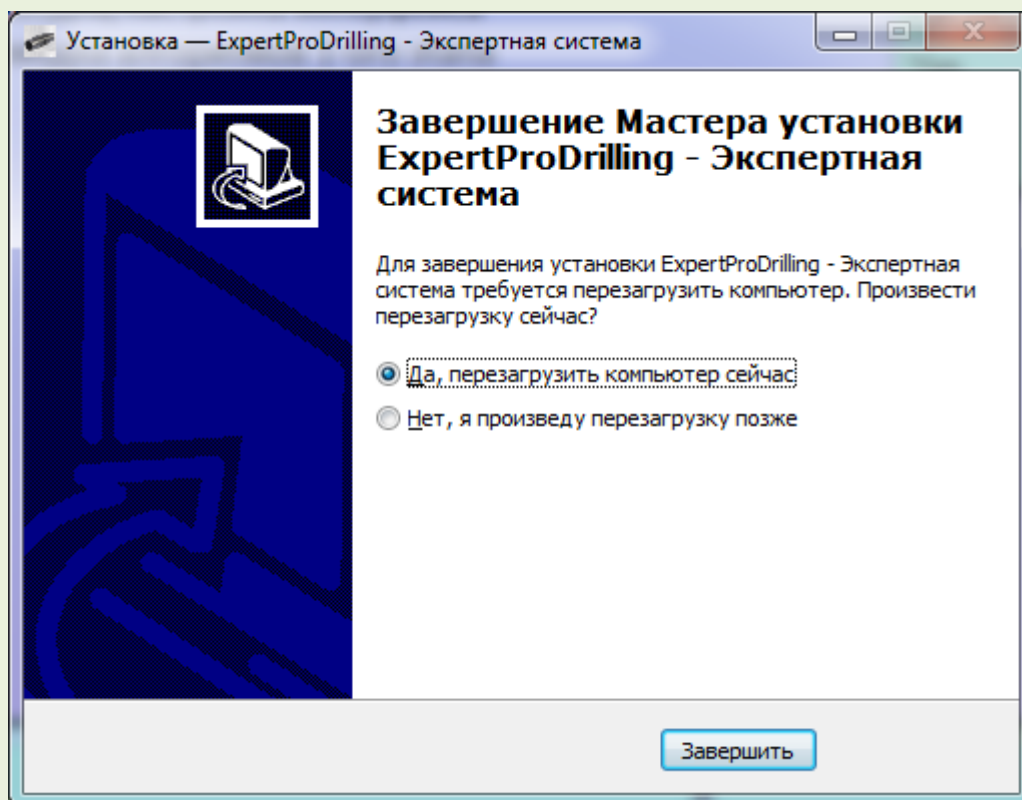 Установка — ExpertProDrilling - Экспертная система
Завершение Мастера установки
ExpertProDrilling - Экспертная
система
Для завершения установки ExpertProDrilling - Экспертная
система требуется перезагрузить компьютер. Произвести
перезагрузку сейчас?
Да, перезагрузить компьютер сейчас
Нет, я произведу перезагрузку позже
Завершить